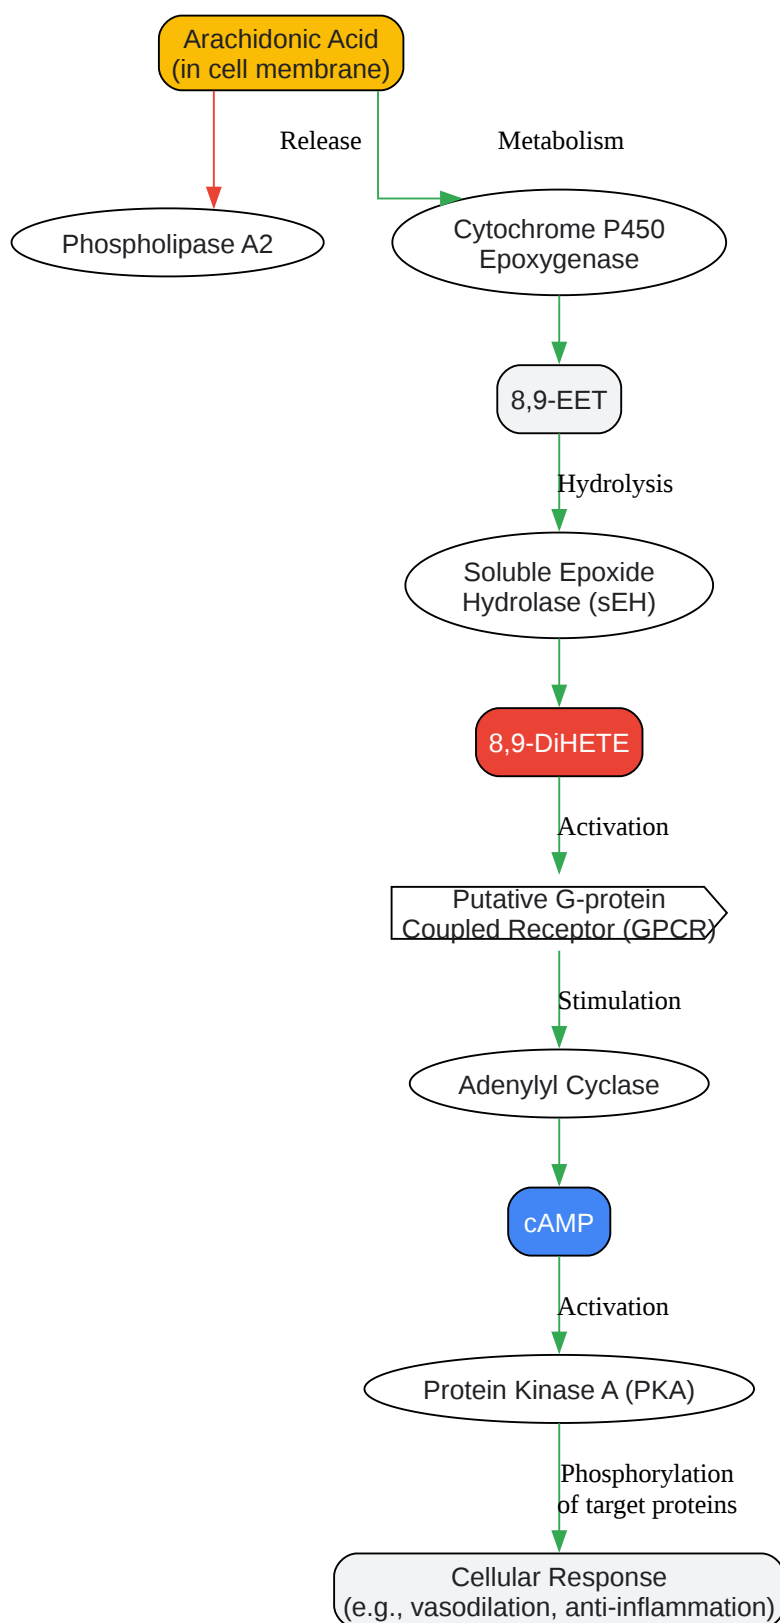 Arachidonic Acid
(in cell membrane)
Release
Metabolism
Phospholipase A2
Cytochrome P450
Epoxygenase
8,9-EET
Hydrolysis
Soluble Epoxide
Hydrolase (sEH)
8,9-DiHETE
Activation
Putative G-protein
Coupled Receptor (GPCR)
Stimulation
Adenylyl Cyclase
cAMP
Activation
Protein Kinase A (PKA)
Phosphorylation
of target proteins
Cellular Response
(e.g., vasodilation, anti-inflammation)